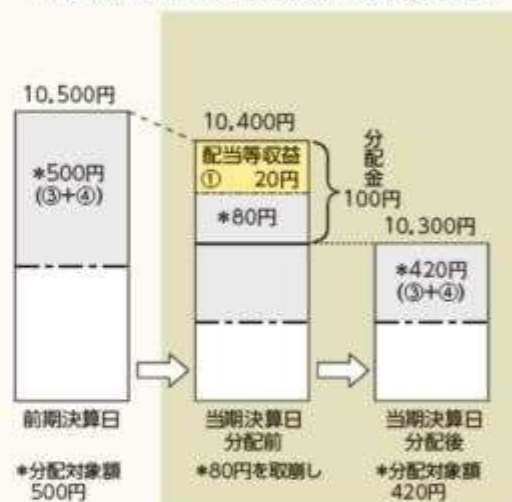 10,500円
*500円
(③+④)
10,400円
配当等収益
① 20円
*80円
分配金
100円
10,300円
*420円
(③+④)
前期決算日
当期決算日
分配前
当期決算日
分配後
*分配対象額
500円
*80円を取崩し
*分配対象額
420円